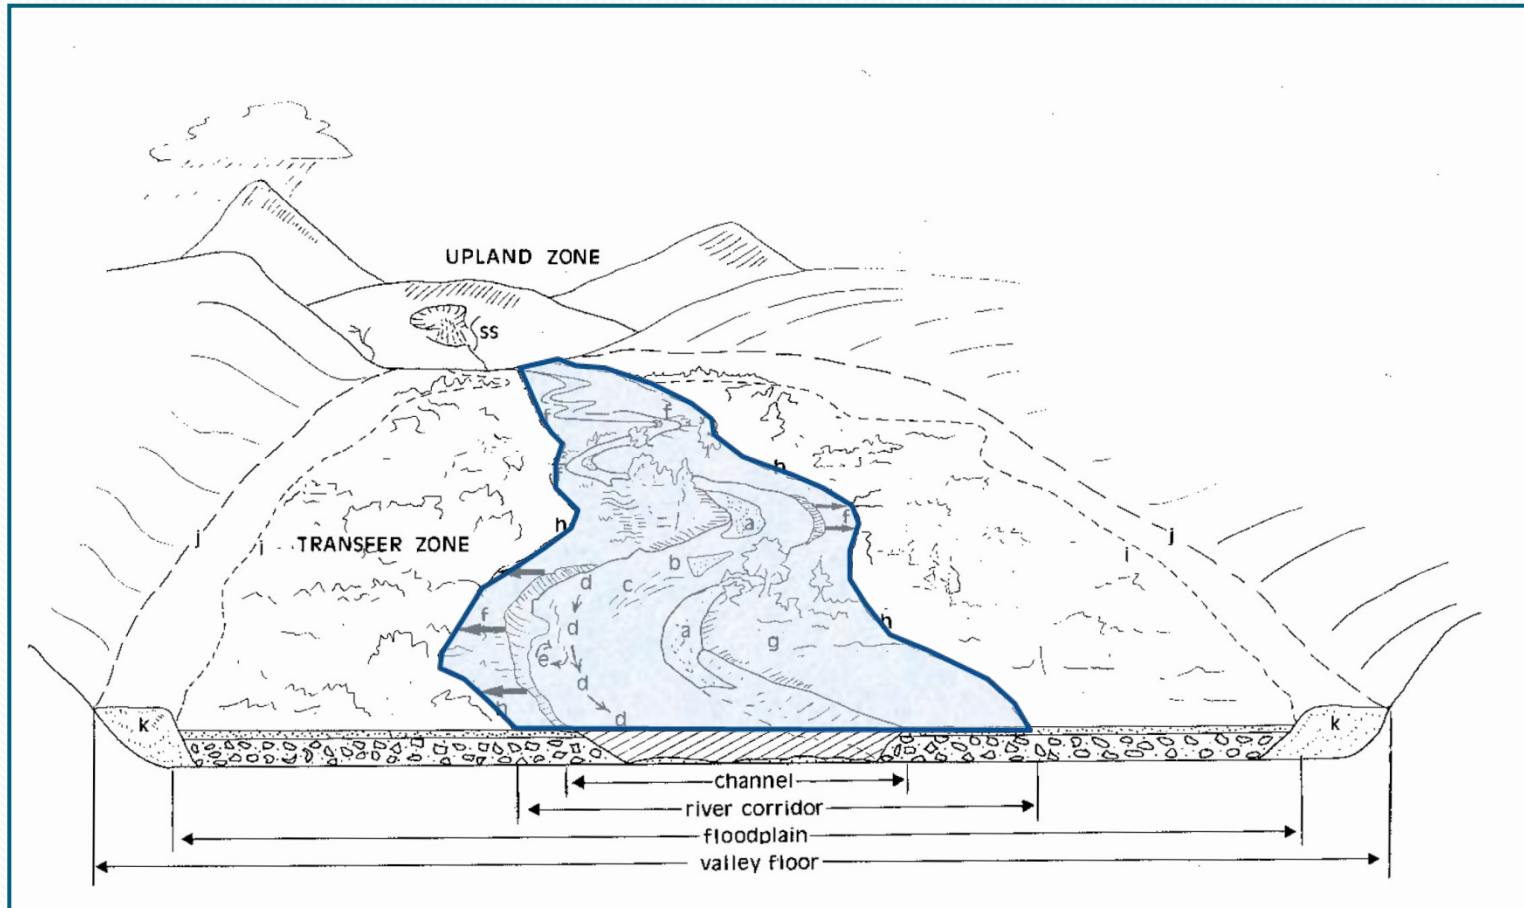 UPLAND ZONE
ss
f f
h
h
a f
j TRANSFER ZONE j
i i
b
d c
f d a h
e g
d
h d
k k
channel
river corridor
floodplain
valley floor